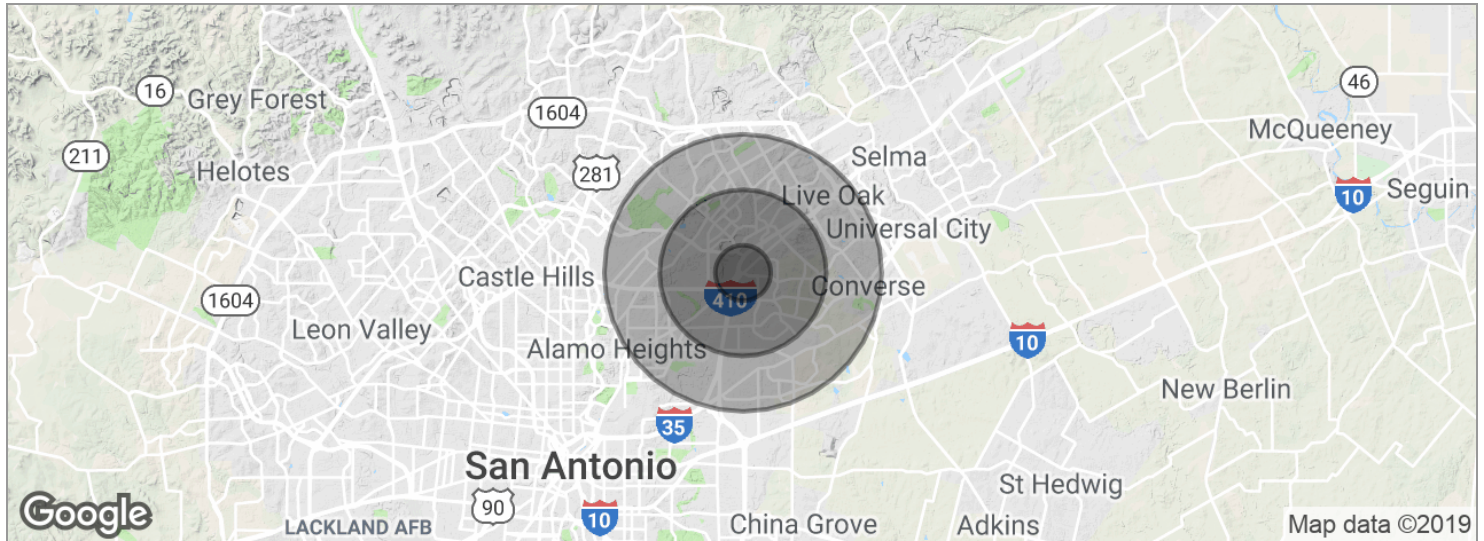 16
Grey Forest
1604
46
McQueeney
211
Helotes
281
Selma
Live Oak
10
Seguin
Universal City
Castle Hills
410
Converse
1604
Leon Valley
Alamo Heights
10
New Berlin
35
San Antonio
90
St Hedwig
Google
LACKLAND AFB
10
China Grove
Adkins
Map data ©2019